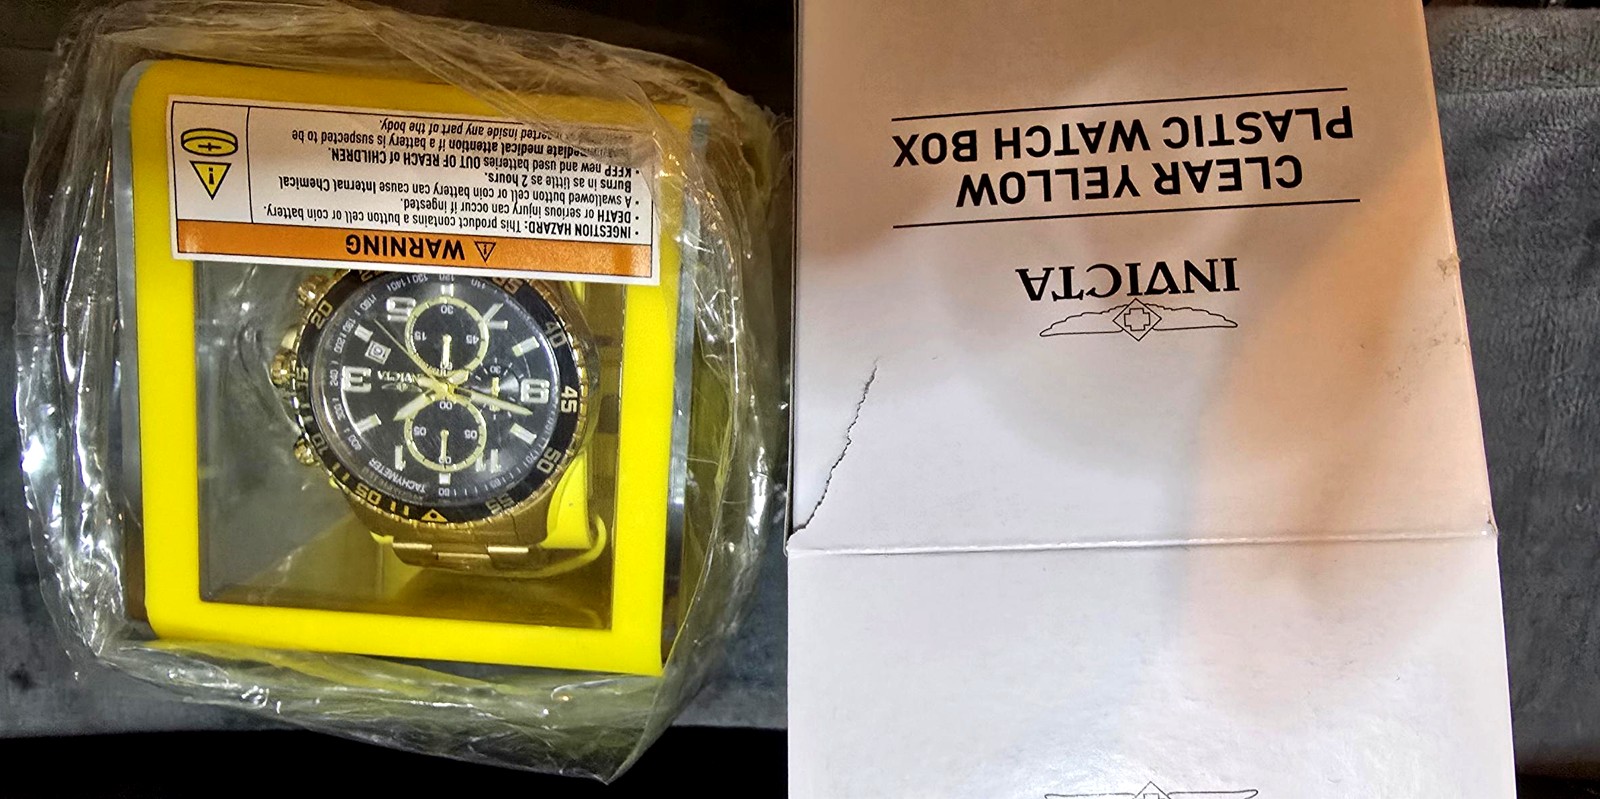 WARNING
• INGESTION HAZARD: This product contains a button cell or coin battery.
• DEATH or serious injury can occur if ingested.
• A swallowed button cell or coin battery can cause Internal Chemical
Burns in as little as 2 hours.
• KEEP new and used batteries OUT OF REACH of CHILDREN.
mediate medical attention if a battery is suspected to be
inserted inside any part of the body.
INVICTA
TACHYMETER
INVICTA
CLEAR YELLOW
PLASTIC WATCH BOX